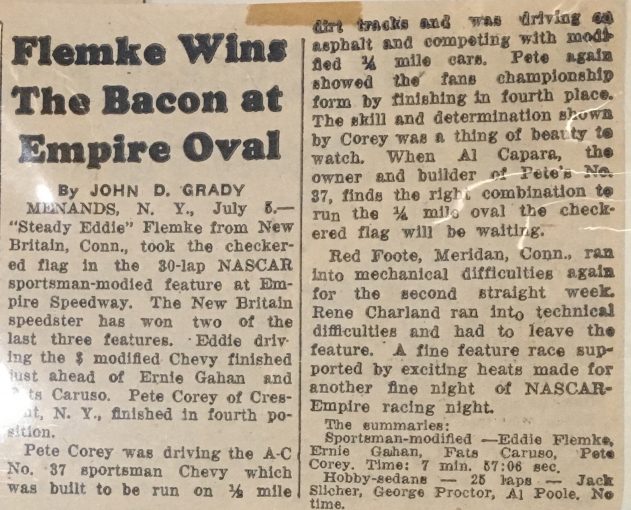 Flemke Wins
The Bacon at
Empire Oval
By JOHN D. GRADY
MENANDS, N. Y., July 5.—
"Steady Eddie" Flemke from New
Britain, Conn., took the checker-
ed flag in the 30-lap NASCAR
sportsman-modied feature at Em-
pire Speedway. The New Britain
speedster has won two of the
last three features. Eddie driv-
ing the $ modified Chevy finished
just ahead of Ernie Gahan and
Fats Caruso. Pete Corey of Cres-
nt, N. Y., finished in fourth po-
sition.
Pete Corey was driving the A-C
No. 37 sportsman Chevy which
was built to be run on ½ mile
dirt tracks and was driving on
asphalt and competing with modi-
fied ¼ mile cars. Pete again
showed the fans championship
form by finishing in fourth place.
The skill and determination shown
by Corey was a thing of beauty to
watch. When Al Capara, the
owner and builder of Pete's No.
37, finds the right combination to
run the ¼ mile oval the check-
ered flag will be waiting.
Red Foote, Meridan, Conn., ran
into mechanical difficulties again
for the second straight week.
Rene Charland ran into technical
difficulties and had to leave the
feature. A fine feature race sup-
ported by exciting heats made for
another fine night of NASCAR-
Empire racing night.
The summaries:
Sportsman-modified —Eddie Flemke,
Ernie Gahan, Fats Caruso, Pete
Corey. Time: 7 min. 57:06 sec.
Hobby-sedans — 25 laps — Jack
Slicher, George Proctor, Al Poole. No
time.